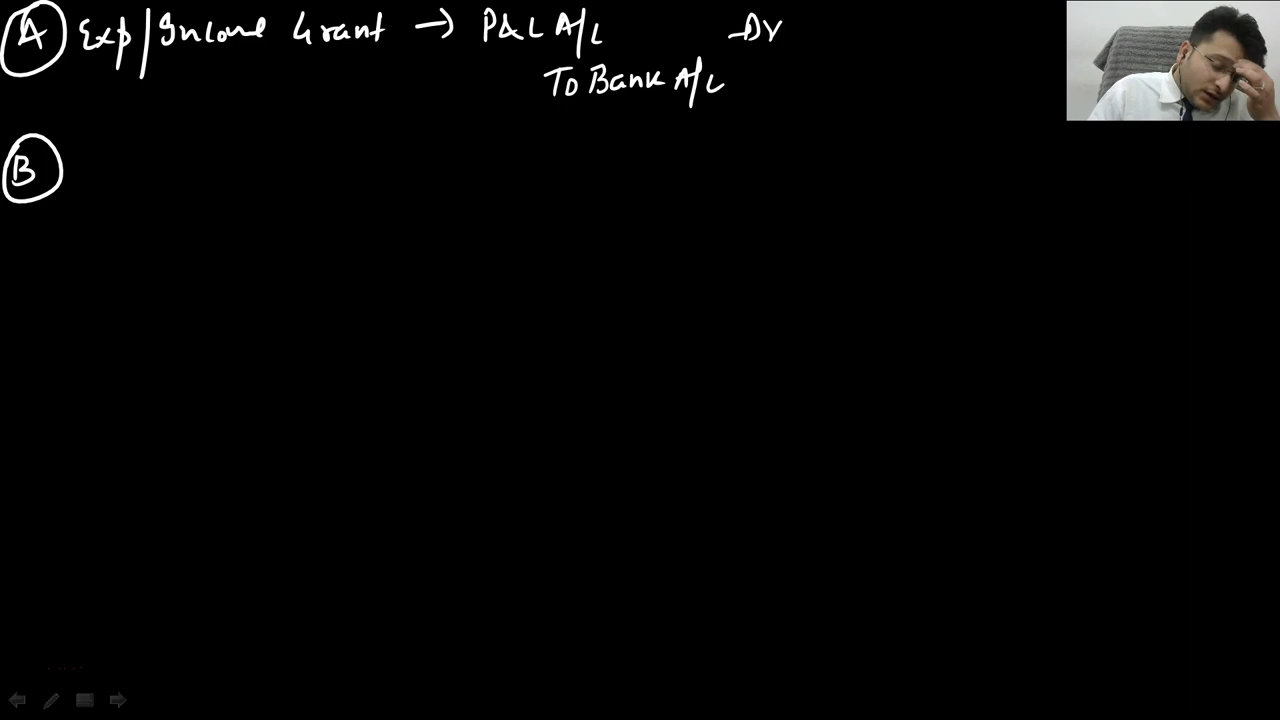 A Exp/Income Grant → P&L A/L Dr
To Bank A/L
B